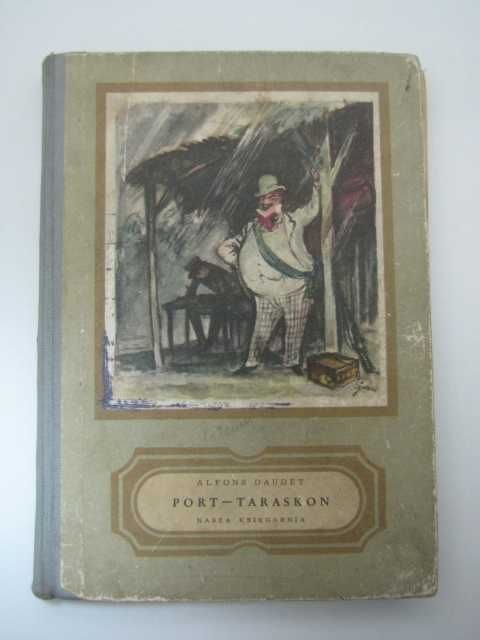 ALFONS DAUDET
PORT—TARASKON
NASZA KSIĘGARNIA